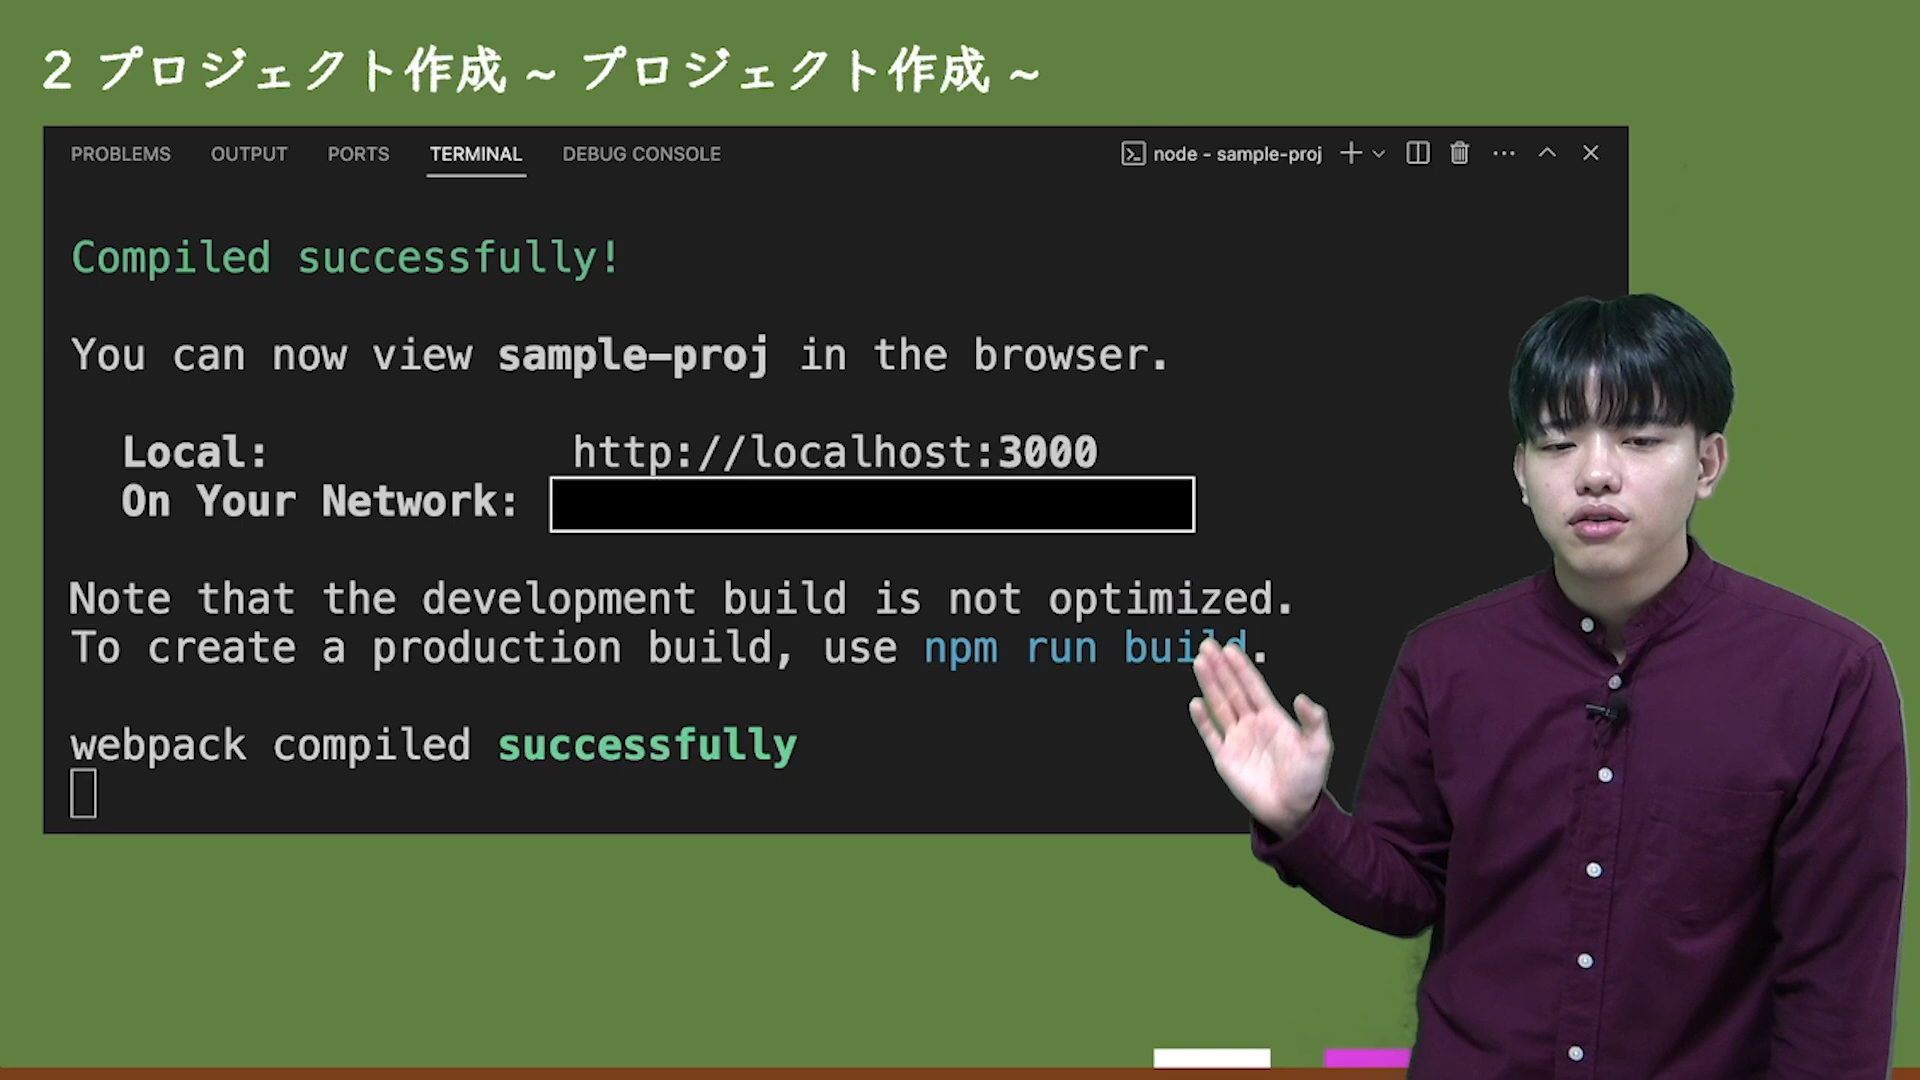 2 プロジェクト作成 ~ プロジェクト作成 ~
PROBLEMS OUTPUT PORTS TERMINAL DEBUG CONSOLE node - sample-proj
Compiled successfully!
You can now view sample-proj in the browser.
Local: http://localhost:3000
On Your Network:
Note that the development build is not optimized.
To create a production build, use npm run build.
webpack compiled successfully